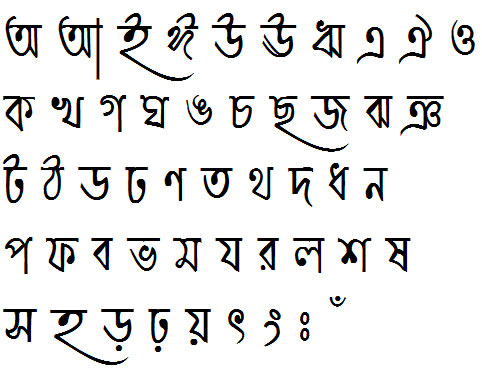 অ আ ই ঈ উ ঊ ঋ এ ঐ ও
ক খ গ ঘ ঙ চ ছ জ ঝ ঞ
ট ঠ ড ঢ ণ ত থ দ ধ ন
প ফ ব ভ ম য র ল শ ষ
স হ ড় ঢ় য় ৎ ং ঃ ঁ